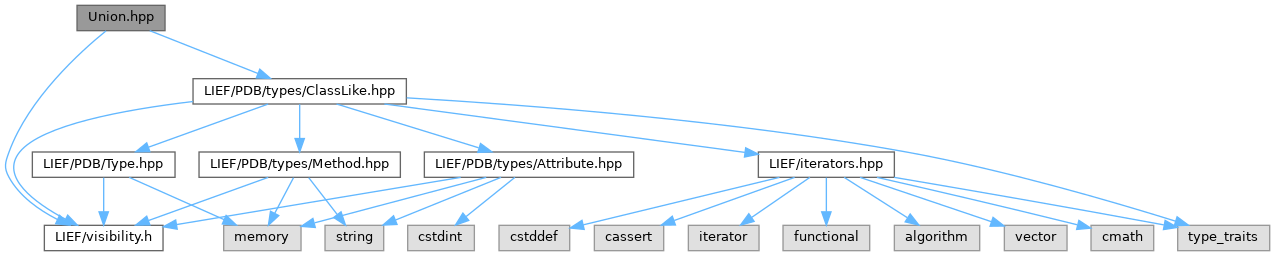 Union.hpp
LIEF/PDB/types/ClassLike.hpp
LIEF/PDB/Type.hpp
LIEF/PDB/types/Method.hpp
LIEF/PDB/types/Attribute.hpp
LIEF/iterators.hpp
LIEF/visibility.h
memory
string
cstdint
cstddef
cassert
iterator
functional
algorithm
vector
cmath
type_traits